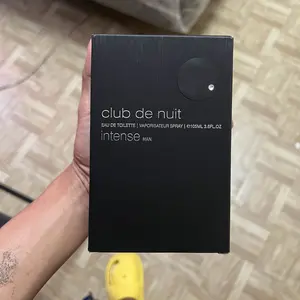 club de nuit
EAU DE TOILETTE | VAPORISATEUR SPRAY | ℮105ML 3.6FL.OZ
intense MAN